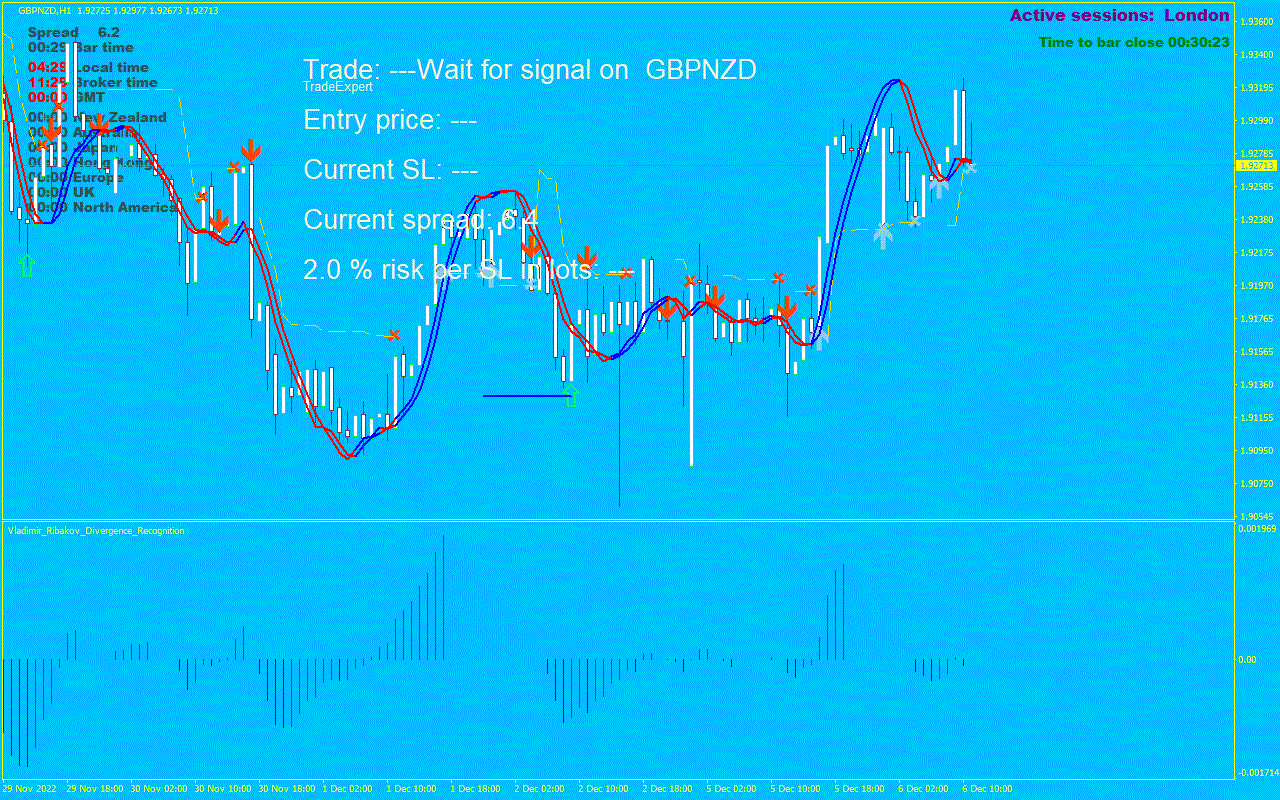 GBPNZD,H1 1.92725 1.92977 1.92673 1.92713
Active sessions: London
Time to bar close 00:30:23
Spread 6.2
00:29 Bar time
04:29 Local time
11:29 Broker time
00:00 GMT
00:00 New Zealand
00:00 Australia
00:00 Japan
00:00 Hong Kong
00:00 Europe
00:00 UK
00:00 North America
Trade: ---Wait for signal on GBPNZD
TradeExpert
Entry price: ---
Current SL: ---
Current spread: 6.4
2.0 % risk per SL in lots: ---
1.93600
1.93400
1.93195
1.92990
1.92785
1.92713
1.92585
1.92380
1.92175
1.91970
1.91765
1.91565
1.91360
1.91155
1.90950
1.90750
1.90545
Vladimir_Ribakov_Divergence_Recognition
0.001969
0.00
-0.001714
29 Nov 2022
29 Nov 18:00
30 Nov 02:00
30 Nov 10:00
30 Nov 18:00
1 Dec 02:00
1 Dec 10:00
1 Dec 18:00
2 Dec 02:00
2 Dec 10:00
2 Dec 18:00
5 Dec 02:00
5 Dec 10:00
5 Dec 18:00
6 Dec 02:00
6 Dec 10:00